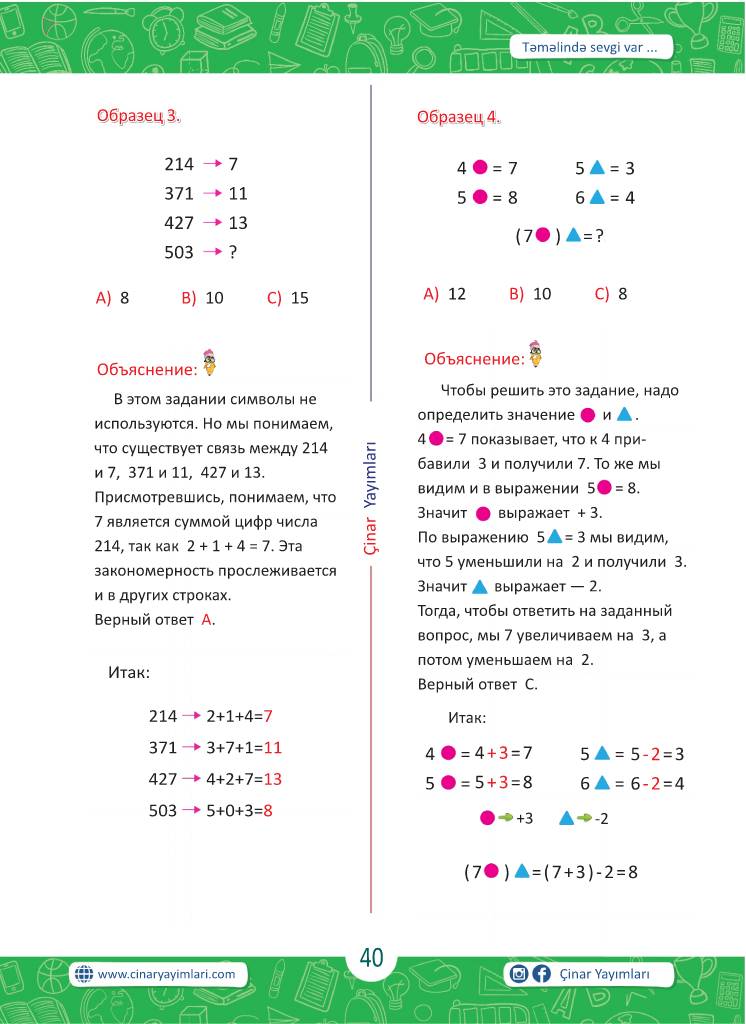 Təməlində sevgi var ...
Образец 3.
214 → 7
371 → 11
427 → 13
503 → ?
A) 8 B) 10 C) 15
Объяснение:
В этом задании символы не
используются. Но мы понимаем,
что существует связь между 214
и 7, 371 и 11, 427 и 13.
Присмотревшись, понимаем, что
7 является суммой цифр числа
214, так как 2 + 1 + 4 = 7. Эта
закономерность прослеживается
и в других строках.
Верный ответ А.
Итак:
214 → 2+1+4=7
371 → 3+7+1=11
427 → 4+2+7=13
503 → 5+0+3=8
Çinar Yayımları
Образец 4.
4 ● = 7 5 ▲ = 3
5 ● = 8 6 ▲ = 4
(7●) ▲=?
A) 12 B) 10 C) 8
Объяснение:
Чтобы решить это задание, надо
определить значение ● и ▲.
4 ●= 7 показывает, что к 4 при-
бавили 3 и получили 7. То же мы
видим и в выражении 5● = 8.
Значит ● выражает + 3.
По выражению 5▲= 3 мы видим,
что 5 уменьшили на 2 и получили 3.
Значит ▲ выражает — 2.
Тогда, чтобы ответить на заданный
вопрос, мы 7 увеличиваем на 3, а
потом уменьшаем на 2.
Верный ответ С.
Итак:
4 ● = 4+3=7 5 ▲ = 5-2=3
5 ● = 5+3=8 6 ▲ = 6-2=4
● → +3 ▲ → -2
(7●) ▲=(7+3)-2=8
www.cinaryayimlari.com
40
Çinar Yayımları